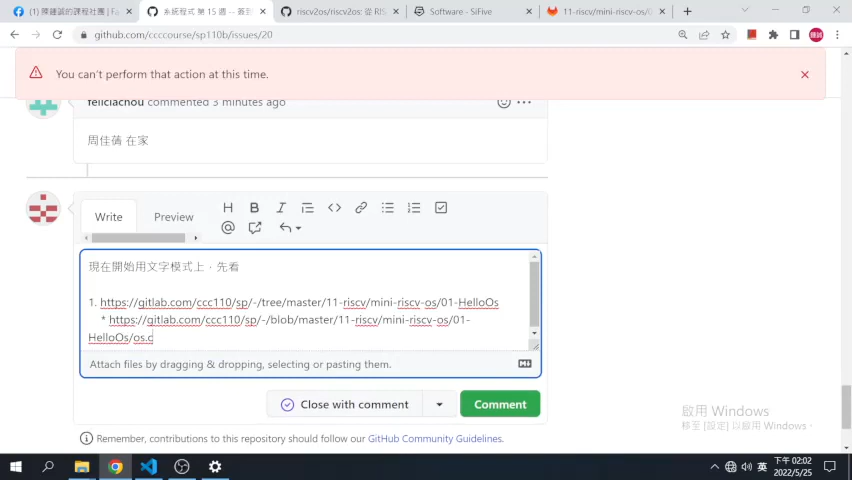 (1) 陳鍾誠的課程社團 | Fa
系統程式 第 15 週 -- 蓋到
riscv2os/riscv2os: 從 RIS
Software - SiFive
11-riscv/mini-riscv-os/0
github.com/ccccourse/sp110b/issues/20
You can't perform that action at this time.
feliciachou commented 3 minutes ago
周佳蒨 在家
Write
Preview
現在開始用文字模式上，先看
1. https://gitlab.com/ccc110/sp/-/tree/master/11-riscv/mini-riscv-os/01-HelloOs
* https://gitlab.com/ccc110/sp/-/blob/master/11-riscv/mini-riscv-os/01-
HelloOs/os.c
Attach files by dragging & dropping, selecting or pasting them.
Close with comment
Comment
Remember, contributions to this repository should follow our GitHub Community Guidelines.
啟用 Windows
移至 [設定] 以啟用 Windows。
英
下午 02:02
2022/5/25